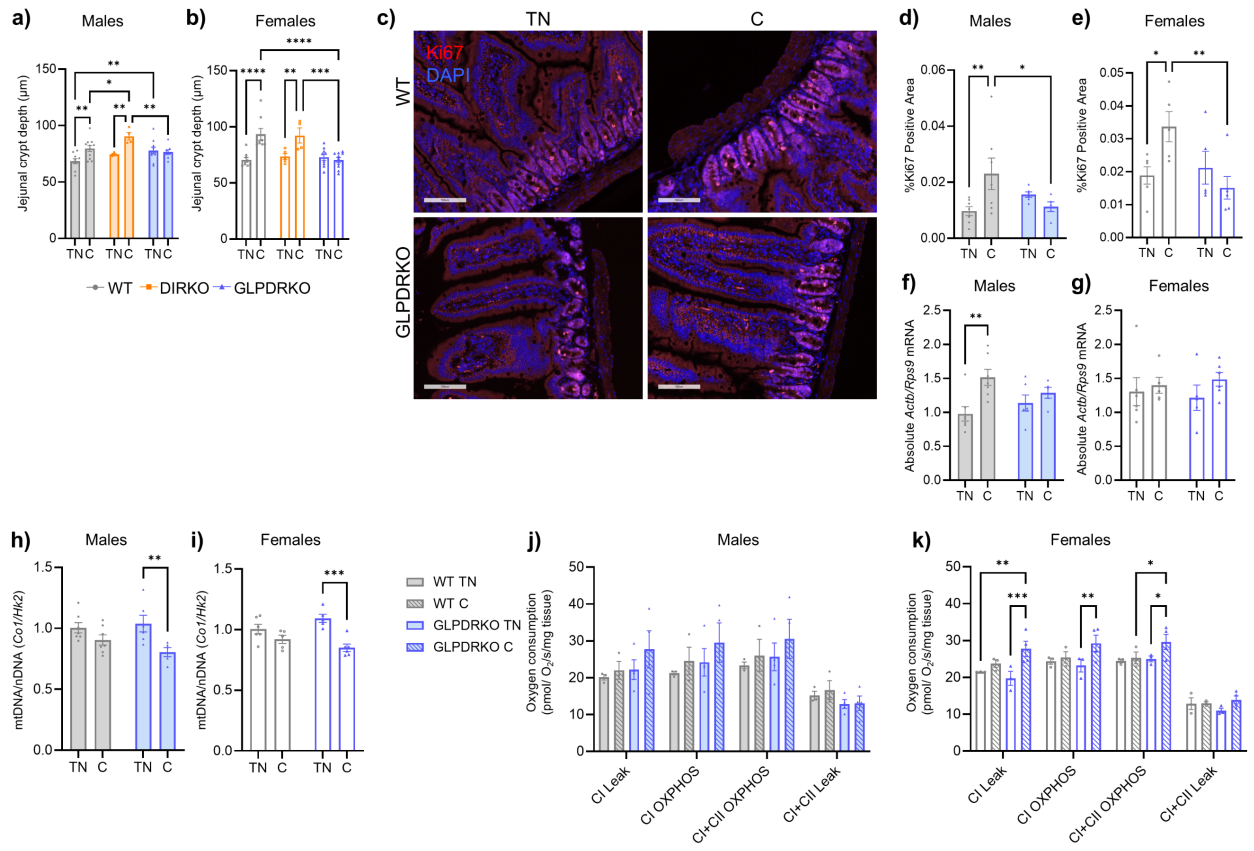 a)
Males
**
*
**
**
**
Jejunal crypt depth (µm)
150
100
50
0
TN C TN C TN C
b)
Females
****
****
**
***
Jejunal crypt depth (µm)
150
100
50
0
TN C TN C TN C
WT DIRKO GLPDRKO
c)
TN
C
WT
GLPDRKO
Ki67
DAPI
d)
Males
**
*
%Ki67 Positive Area
0.06
0.04
0.02
0.00
TN C TN C
e)
Females
*
**
%Ki67 Positive Area
0.05
0.04
0.03
0.02
0.01
0.00
TN C TN C
f)
Males
**
Absolute Actb/Rps9 mRNA
2.5
2.0
1.5
1.0
0.5
0.0
TN C TN C
g)
Females
Absolute Actb/Rps9 mRNA
2.5
2.0
1.5
1.0
0.5
0.0
TN C TN C
h)
Males
**
mtDNA/nDNA (Co1/Hk2)
1.5
1.0
0.5
0.0
TN C TN C
i)
Females
***
mtDNA/nDNA (Co1/Hk2)
1.5
1.0
0.5
0.0
TN C TN C
WT TN
WT C
GLPDRKO TN
GLPDRKO C
j)
Males
Oxygen consumption
(pmol/ O₂/s/mg tissue)
50
40
30
20
10
0
CI Leak
CI OXPHOS
CI+CII OXPHOS
CI+CII Leak
k)
Females
**
***
**
*
*
Oxygen consumption
(pmol/ O₂/s/mg tissue)
50
40
30
20
10
0
CI Leak
CI OXPHOS
CI+CII OXPHOS
CI+CII Leak